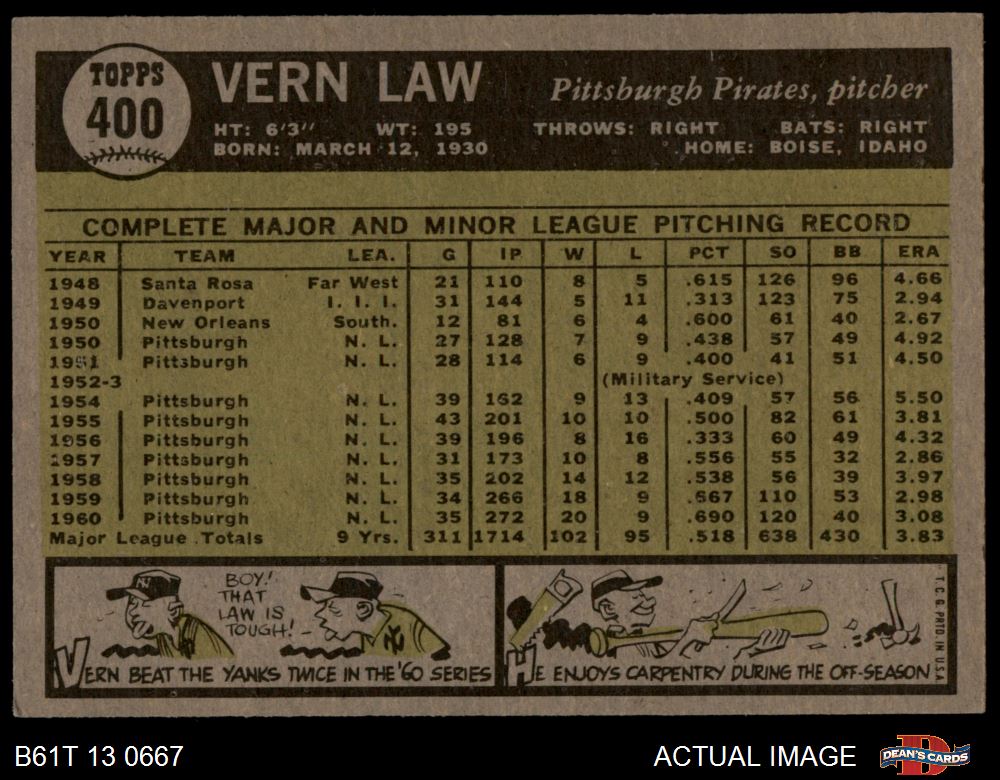 TOPPS
400
VERN LAW
Pittsburgh Pirates, pitcher
HT: 6'3" WT: 195 THROWS: RIGHT BATS: RIGHT
BORN: MARCH 12, 1930 HOME: BOISE, IDAHO
COMPLETE MAJOR AND MINOR LEAGUE PITCHING RECORD
YEAR TEAM LEA. G IP W L PCT SO BB ERA
1948 Santa Rosa Far West 21 110 8 5 .615 126 96 4.66
1949 Davenport I. I. I. 31 144 5 11 .313 123 75 2.94
1950 New Orleans South. 12 81 6 4 .600 61 40 2.67
1950 Pittsburgh N. L. 27 128 7 9 .438 57 49 4.92
1951 Pittsburgh N. L. 28 114 6 9 .400 41 51 4.50
1952-3 (Military Service)
1954 Pittsburgh N. L. 39 162 9 13 .409 57 56 5.50
1955 Pittsburgh N. L. 43 201 10 10 .500 82 61 3.81
1956 Pittsburgh N. L. 39 196 8 16 .333 60 49 4.32
1957 Pittsburgh N. L. 31 173 10 8 .556 55 32 2.86
1958 Pittsburgh N. L. 35 202 14 12 .538 56 39 3.97
1959 Pittsburgh N. L. 34 266 18 9 .667 110 53 2.98
1960 Pittsburgh N. L. 35 272 20 9 .690 120 40 3.08
Major League Totals 9 Yrs. 311 1714 102 95 .518 638 430 3.83
NY
BOY!
THAT
LAW IS
TOUGH!
NY
VERN BEAT THE YANKS TWICE IN THE '60 SERIES
HE ENJOYS CARPENTRY DURING THE OFF-SEASON
T. C. G. PRTD. IN U.S.A.
B61T 13 0667
ACTUAL IMAGE
DEAN'S CARDS